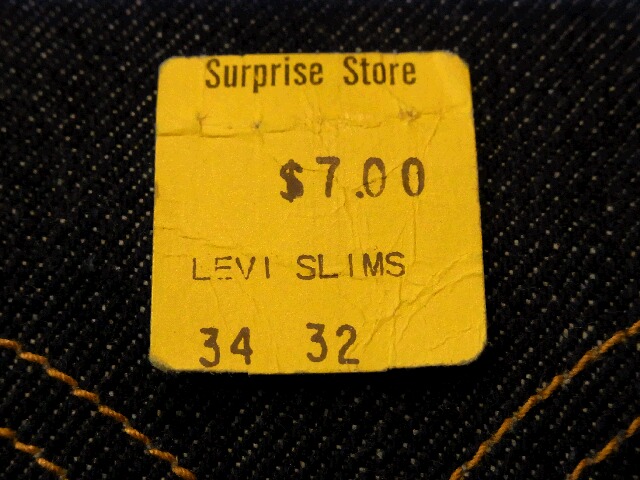 Surprise Store
$7.00
LEVI SLIMS
34 32